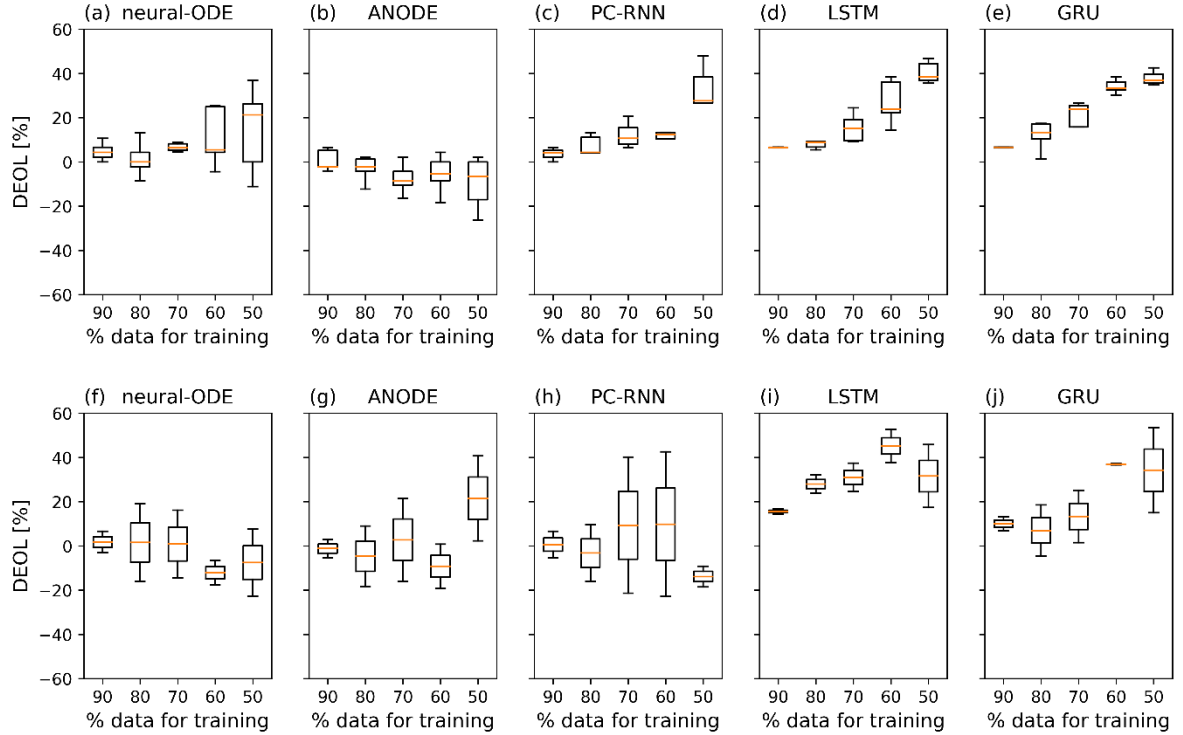 (a) neural-ODE (b) ANODE (c) PC-RNN (d) LSTM (e) GRU
60
40
20
0
−20
−40
−60
DEOL [%]
90 80 70 60 50 90 80 70 60 50 90 80 70 60 50 90 80 70 60 50 90 80 70 60 50
% data for training % data for training % data for training % data for training % data for training
(f) neural-ODE (g) ANODE (h) PC-RNN (i) LSTM (j) GRU
60
40
20
0
−20
−40
−60
DEOL [%]
90 80 70 60 50 90 80 70 60 50 90 80 70 60 50 90 80 70 60 50 90 80 70 60 50
% data for training % data for training % data for training % data for training % data for training